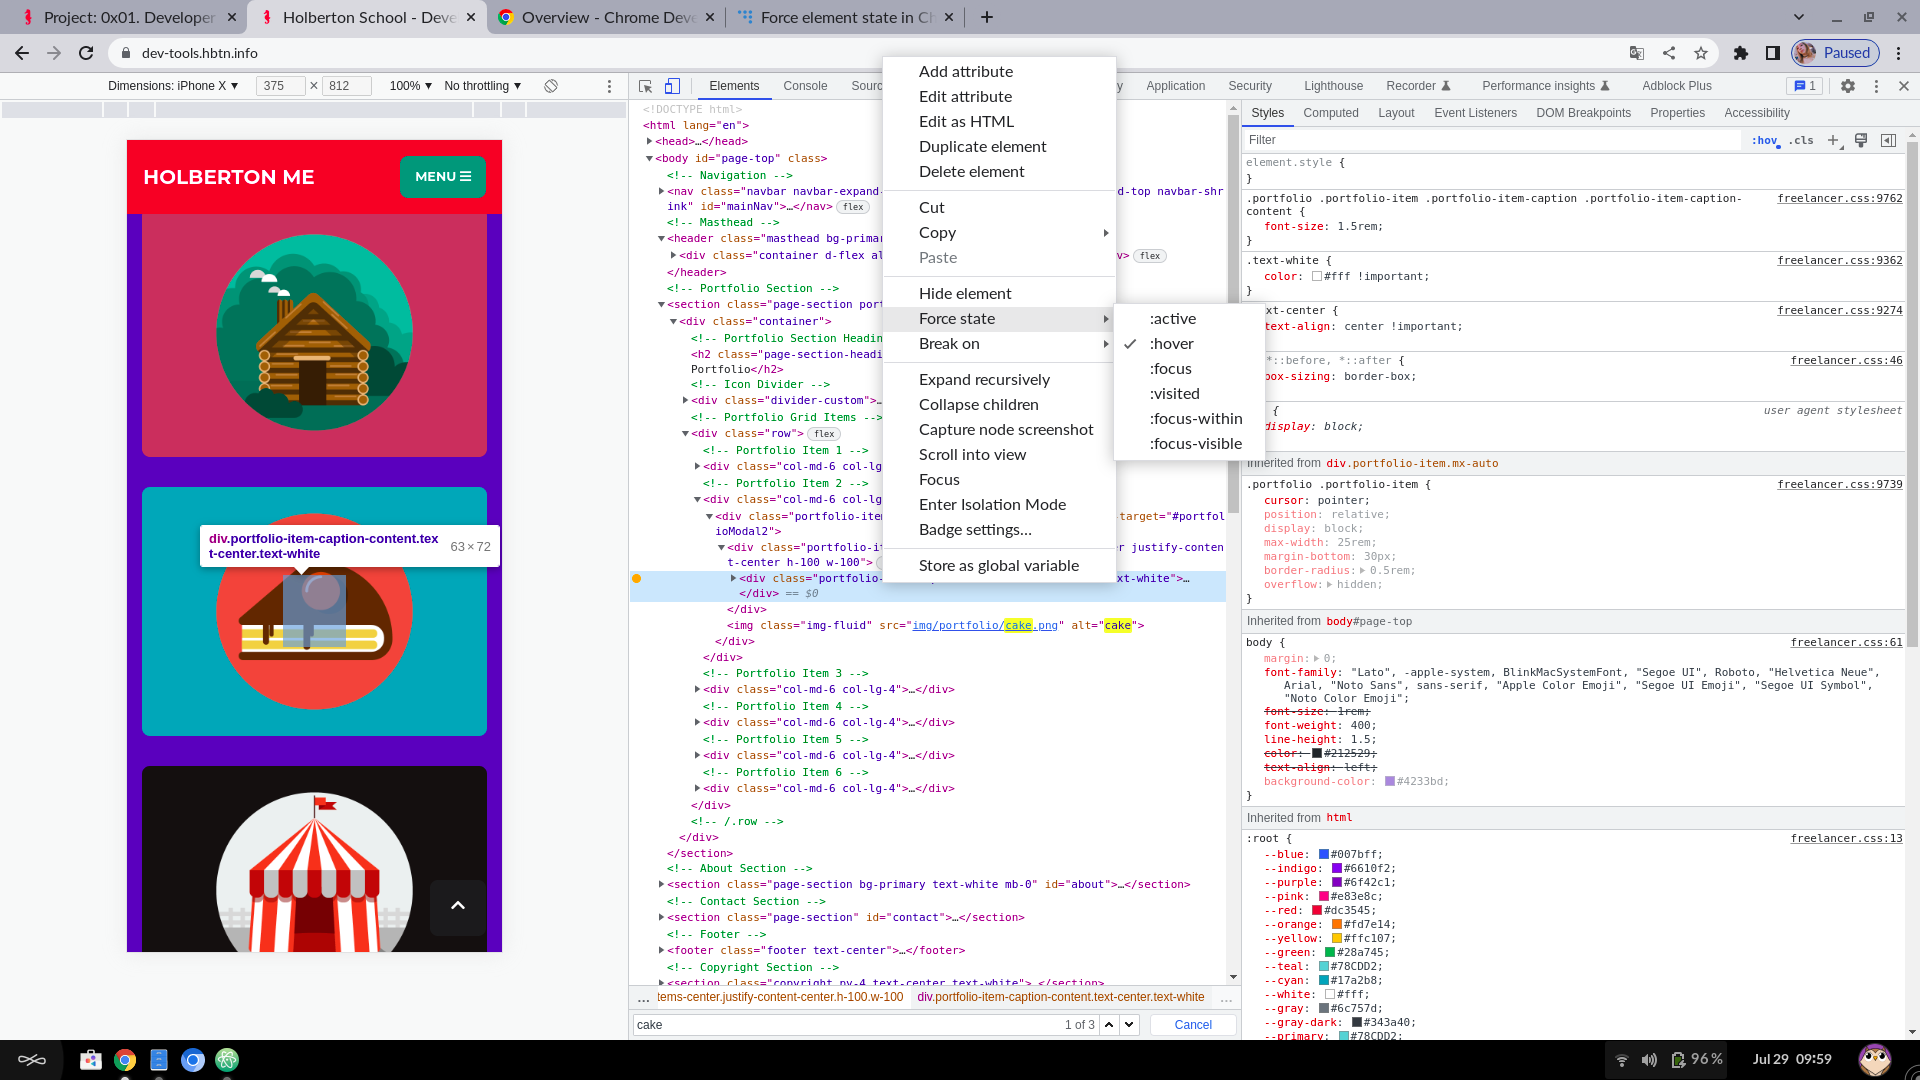 Project: 0x01. Developer
Holberton School - Deve
Overview - Chrome Deve
Force element state in Ch
dev-tools.hbtn.info
Paused
Dimensions: iPhone X ▼ 375 × 812 100% ▼ No throttling ▼
Elements Console Sourc
Application Security Lighthouse Recorder Performance insights Adblock Plus 1
HOLBERTON ME
MENU ☰
div.portfolio-item-caption-content.tex
t-center.text-white
63 × 72
<!DOCTYPE html>
<html lang="en">
<head>…</head>
<body id="page-top" class>
<!-- Navigation -->
<nav class="navbar navbar-expand-
d-top navbar-shr
ink" id="mainNav">…</nav> flex
<!-- Masthead -->
<header class="masthead bg-primar
<div class="container d-flex al
v> flex
</header>
<!-- Portfolio Section -->
<section class="page-section port
<div class="container">
<!-- Portfolio Section Headin
<h2 class="page-section-headi
Portfolio</h2>
<!-- Icon Divider -->
<div class="divider-custom">…
<!-- Portfolio Grid Items -->
<div class="row"> flex
<!-- Portfolio Item 1 -->
<div class="col-md-6 col-lg
<!-- Portfolio Item 2 -->
<div class="col-md-6 col-lg
<div class="portfolio-ite
-target="#portfol
ioModal2">
<div class="portfolio-i
er justify-conten
t-center h-100 w-100">
<div class="portfolio-
xt-white">…
</div> == $0
</div>
<img class="img-fluid" src="img/portfolio/cake.png" alt="cake">
</div>
</div>
<!-- Portfolio Item 3 -->
<div class="col-md-6 col-lg-4">…</div>
<!-- Portfolio Item 4 -->
<div class="col-md-6 col-lg-4">…</div>
<!-- Portfolio Item 5 -->
<div class="col-md-6 col-lg-4">…</div>
<!-- Portfolio Item 6 -->
<div class="col-md-6 col-lg-4">…</div>
</div>
<!-- /.row -->
</div>
</section>
<!-- About Section -->
<section class="page-section bg-primary text-white mb-0" id="about">…</section>
<!-- Contact Section -->
<section class="page-section" id="contact">…</section>
<!-- Footer -->
<footer class="footer text-center">…</footer>
<!-- Copyright Section -->
<section class="copyright py-4 text-center text-white">…</section>
… tems-center.justify-content-center.h-100.w-100 div.portfolio-item-caption-content.text-center.text-white …
cake 1 of 3 Cancel
Add attribute
Edit attribute
Edit as HTML
Duplicate element
Delete element
Cut
Copy
Paste
Hide element
Force state
Break on
Expand recursively
Collapse children
Capture node screenshot
Scroll into view
Focus
Enter Isolation Mode
Badge settings…
Store as global variable
:active
:hover
:focus
:visited
:focus-within
:focus-visible
Styles Computed Layout Event Listeners DOM Breakpoints Properties Accessibility
Filter :hov .cls
element.style {
}
.portfolio .portfolio-item .portfolio-item-caption .portfolio-item-caption- freelancer.css:9762
content {
font-size: 1.5rem;
}
.text-white { freelancer.css:9362
color: #fff !important;
}
xt-center { freelancer.css:9274
text-align: center !important;
*::before, *::after { freelancer.css:46
box-sizing: border-box;
{ user agent stylesheet
display: block;
Inherited from div.portfolio-item.mx-auto
.portfolio .portfolio-item { freelancer.css:9739
cursor: pointer;
position: relative;
display: block;
max-width: 25rem;
margin-bottom: 30px;
border-radius: 0.5rem;
overflow: hidden;
}
Inherited from body#page-top
body { freelancer.css:61
margin: 0;
font-family: "Lato", -apple-system, BlinkMacSystemFont, "Segoe UI", Roboto, "Helvetica Neue",
Arial, "Noto Sans", sans-serif, "Apple Color Emoji", "Segoe UI Emoji", "Segoe UI Symbol",
"Noto Color Emoji";
font-size: 1rem;
font-weight: 400;
line-height: 1.5;
color: #212529;
text-align: left;
background-color: #4233bd;
}
Inherited from html
:root { freelancer.css:13
--blue: #007bff;
--indigo: #6610f2;
--purple: #6f42c1;
--pink: #e83e8c;
--red: #dc3545;
--orange: #fd7e14;
--yellow: #ffc107;
--green: #28a745;
--teal: #78CDD2;
--cyan: #17a2b8;
--white: #fff;
--gray: #6c757d;
--gray-dark: #343a40;
--primary: #78CDD2;
96 % Jul 29 09:59